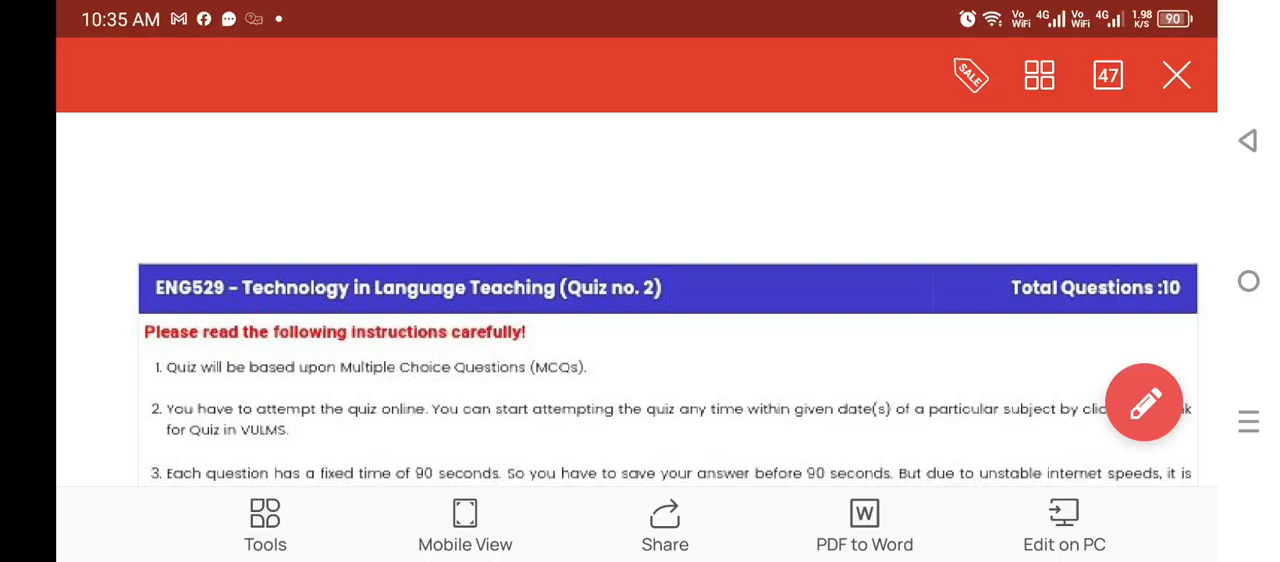 10:35 AM
Vo WiFi 4G Vo WiFi 4G 1.98 K/S 90
SALE 47
ENG529 - Technology in Language Teaching (Quiz no. 2) Total Questions :10
Please read the following instructions carefully!
1. Quiz will be based upon Multiple Choice Questions (MCQs).
2. You have to attempt the quiz online. You can start attempting the quiz any time within given date(s) of a particular subject by
for Quiz in VULMS.
3. Each question has a fixed time of 90 seconds. So you have to save your answer before 90 seconds. But due to unstable internet speeds, it is
Tools Mobile View Share PDF to Word Edit on PC